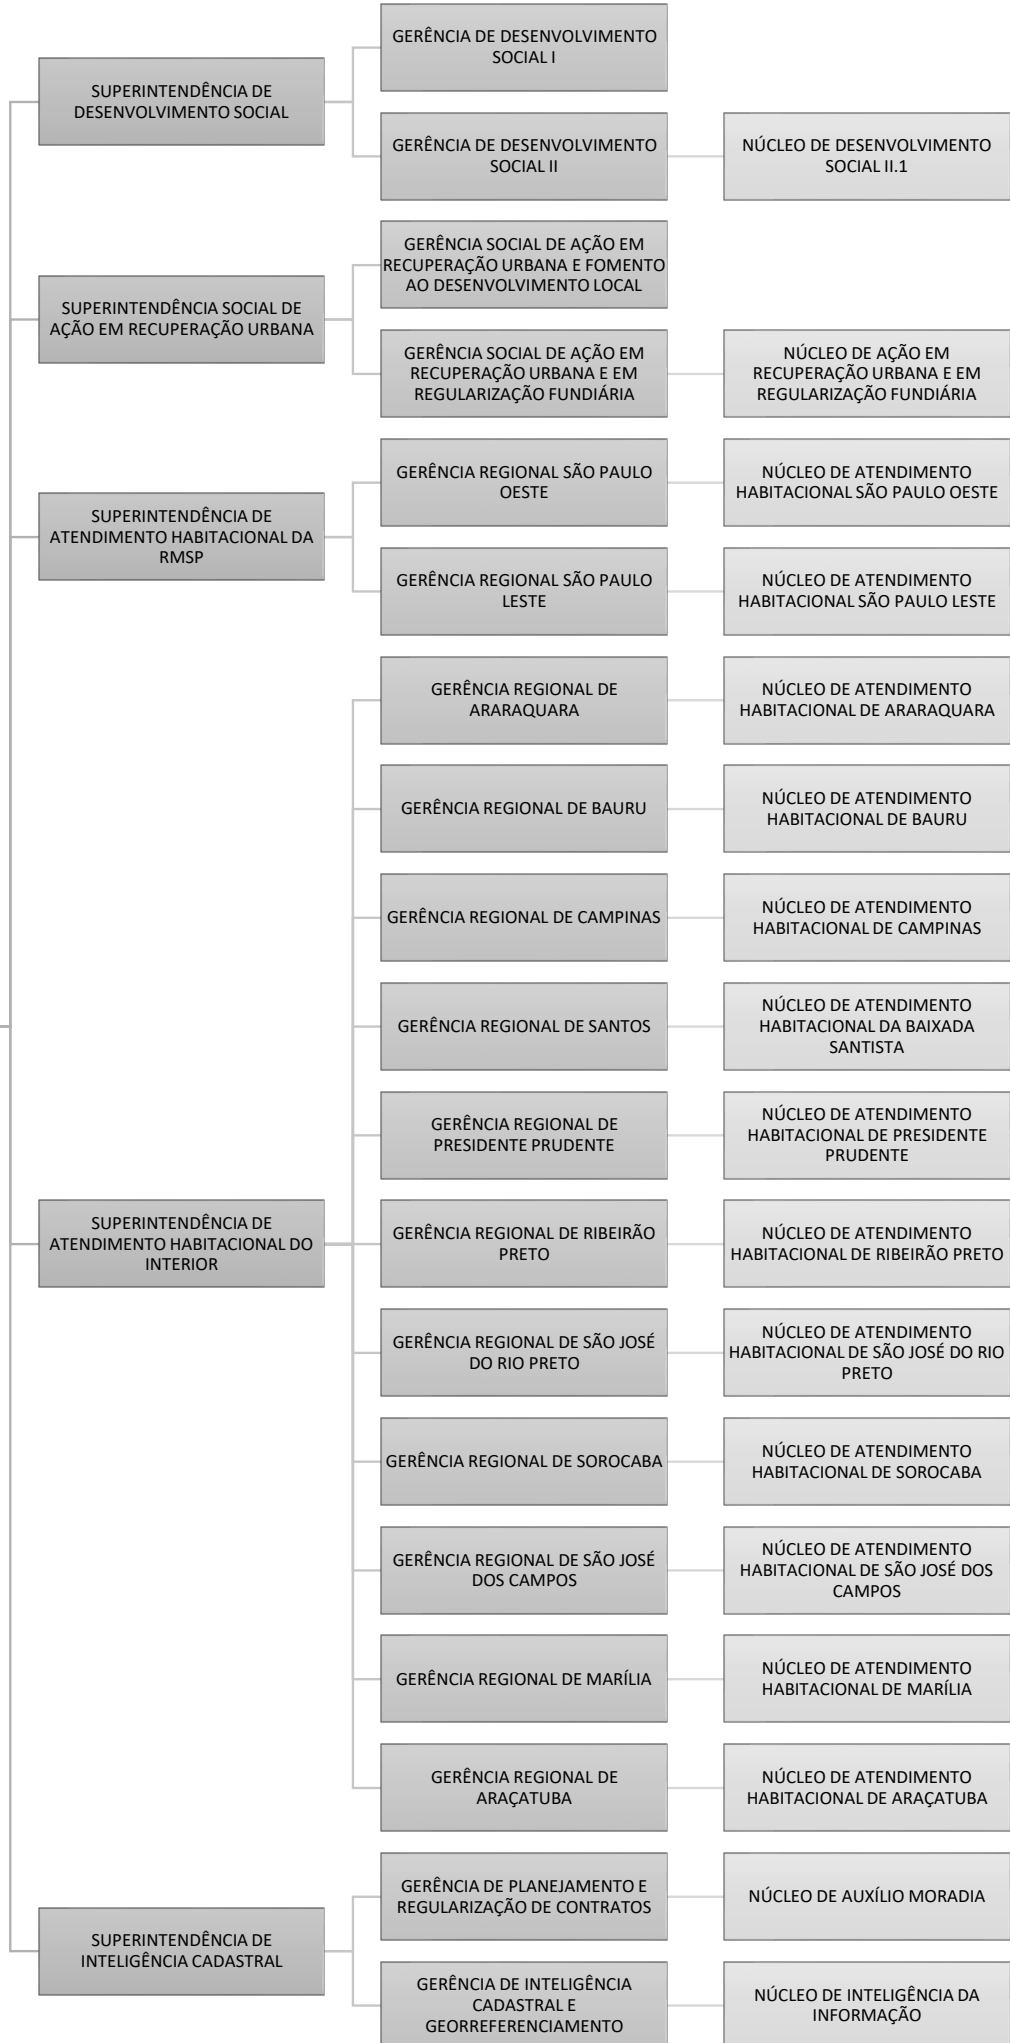 SUPERINTENDÊNCIA DE
DESENVOLVIMENTO SOCIAL
GERÊNCIA DE DESENVOLVIMENTO
SOCIAL I
GERÊNCIA DE DESENVOLVIMENTO
SOCIAL II
NÚCLEO DE DESENVOLVIMENTO
SOCIAL II.1
SUPERINTENDÊNCIA SOCIAL DE
AÇÃO EM RECUPERAÇÃO URBANA
GERÊNCIA SOCIAL DE AÇÃO EM
RECUPERAÇÃO URBANA E FOMENTO
AO DESENVOLVIMENTO LOCAL
GERÊNCIA SOCIAL DE AÇÃO EM
RECUPERAÇÃO URBANA E EM
REGULARIZAÇÃO FUNDIÁRIA
NÚCLEO DE AÇÃO EM
RECUPERAÇÃO URBANA E EM
REGULARIZAÇÃO FUNDIÁRIA
SUPERINTENDÊNCIA DE
ATENDIMENTO HABITACIONAL DA
RMSP
GERÊNCIA REGIONAL SÃO PAULO
OESTE
NÚCLEO DE ATENDIMENTO
HABITACIONAL SÃO PAULO OESTE
GERÊNCIA REGIONAL SÃO PAULO
LESTE
NÚCLEO DE ATENDIMENTO
HABITACIONAL SÃO PAULO LESTE
SUPERINTENDÊNCIA DE
ATENDIMENTO HABITACIONAL DO
INTERIOR
GERÊNCIA REGIONAL DE
ARARAQUARA
NÚCLEO DE ATENDIMENTO
HABITACIONAL DE ARARAQUARA
GERÊNCIA REGIONAL DE BAURU
NÚCLEO DE ATENDIMENTO
HABITACIONAL DE BAURU
GERÊNCIA REGIONAL DE CAMPINAS
NÚCLEO DE ATENDIMENTO
HABITACIONAL DE CAMPINAS
GERÊNCIA REGIONAL DE SANTOS
NÚCLEO DE ATENDIMENTO
HABITACIONAL DA BAIXADA
SANTISTA
GERÊNCIA REGIONAL DE
PRESIDENTE PRUDENTE
NÚCLEO DE ATENDIMENTO
HABITACIONAL DE PRESIDENTE
PRUDENTE
GERÊNCIA REGIONAL DE RIBEIRÃO
PRETO
NÚCLEO DE ATENDIMENTO
HABITACIONAL DE RIBEIRÃO PRETO
GERÊNCIA REGIONAL DE SÃO JOSÉ
DO RIO PRETO
NÚCLEO DE ATENDIMENTO
HABITACIONAL DE SÃO JOSÉ DO RIO
PRETO
GERÊNCIA REGIONAL DE SOROCABA
NÚCLEO DE ATENDIMENTO
HABITACIONAL DE SOROCABA
GERÊNCIA REGIONAL DE SÃO JOSÉ
DOS CAMPOS
NÚCLEO DE ATENDIMENTO
HABITACIONAL DE SÃO JOSÉ DOS
CAMPOS
GERÊNCIA REGIONAL DE MARÍLIA
NÚCLEO DE ATENDIMENTO
HABITACIONAL DE MARÍLIA
GERÊNCIA REGIONAL DE
ARAÇATUBA
NÚCLEO DE ATENDIMENTO
HABITACIONAL DE ARAÇATUBA
SUPERINTENDÊNCIA DE
INTELIGÊNCIA CADASTRAL
GERÊNCIA DE PLANEJAMENTO E
REGULARIZAÇÃO DE CONTRATOS
NÚCLEO DE AUXÍLIO MORADIA
GERÊNCIA DE INTELIGÊNCIA
CADASTRAL E
GEORREFERENCIAMENTO
NÚCLEO DE INTELIGÊNCIA DA
INFORMAÇÃO